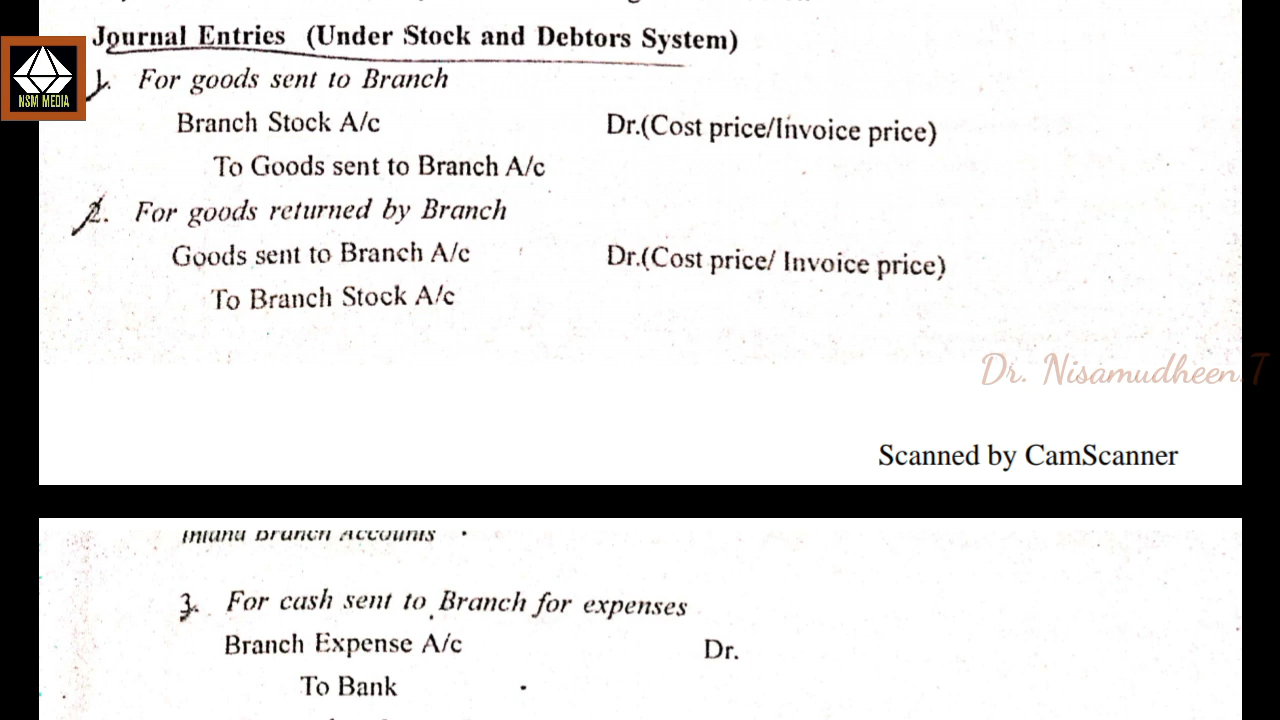 Journal Entries (Under Stock and Debtors System)
NSM MEDIA
1. For goods sent to Branch
Branch Stock A/c Dr.(Cost price/Invoice price)
To Goods sent to Branch A/c
2. For goods returned by Branch
Goods sent to Branch A/c Dr.(Cost price/ Invoice price)
To Branch Stock A/c
Dr. Nisamudheen.T
Scanned by CamScanner
Inland Branch Accounts
3. For cash sent to Branch for expenses
Branch Expense A/c Dr.
To Bank